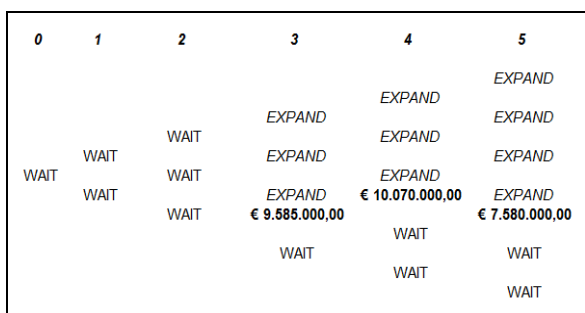 0 1 2 3 4 5
EXPAND
EXPAND
EXPAND EXPAND
WAIT EXPAND
WAIT EXPAND EXPAND
WAIT WAIT EXPAND
WAIT EXPAND € 10.070.000,00 EXPAND
WAIT € 9.585.000,00 € 7.580.000,00
WAIT
WAIT WAIT
WAIT
WAIT